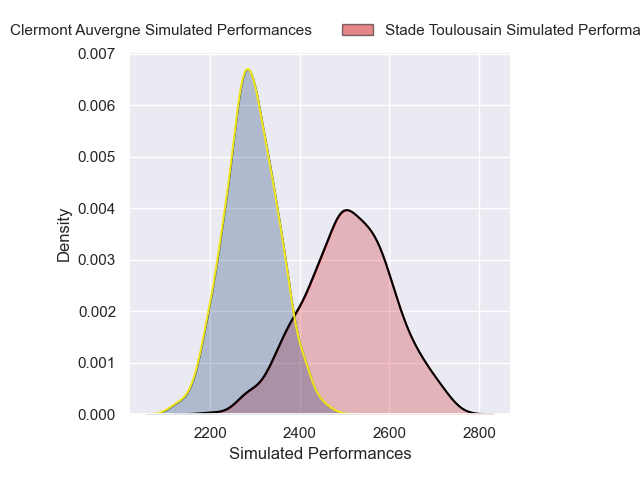 Clermont Auvergne Simulated Performances Stade Toulousain Simulated Performa
0.007
0.006
0.005
0.004
0.003
0.002
0.001
0.000
Density
2200 2400 2600 2800
Simulated Performances